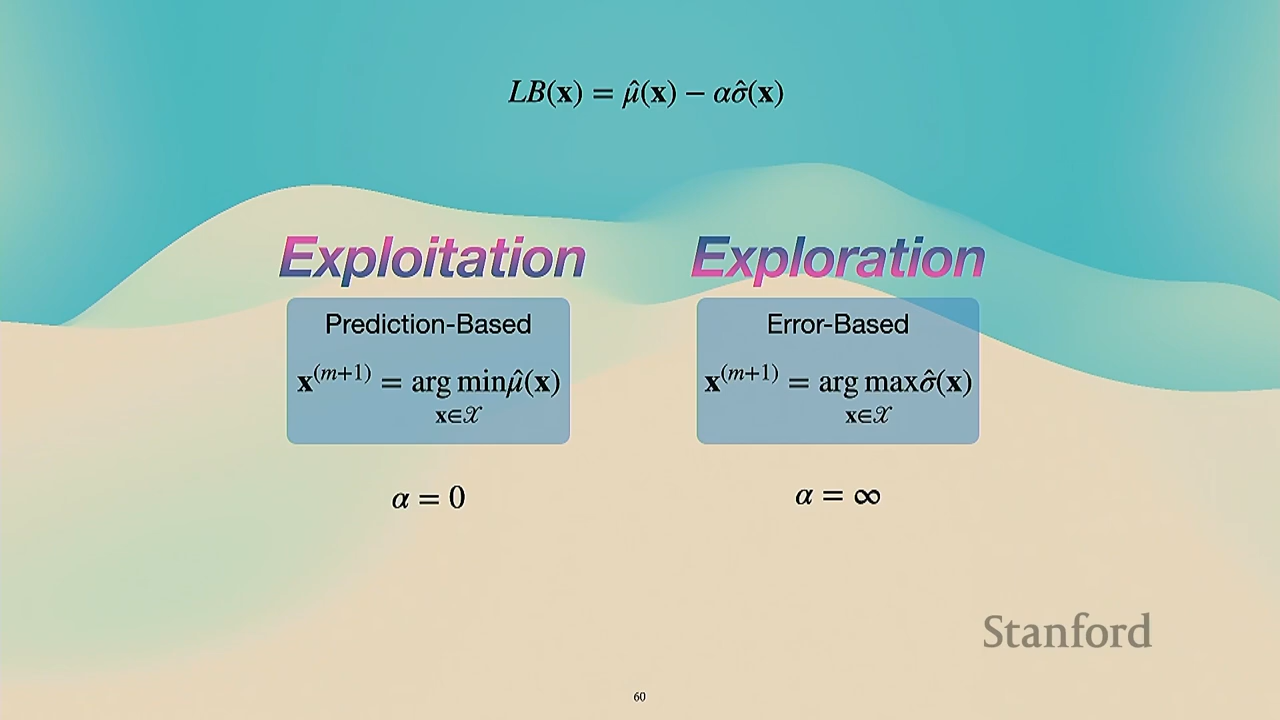 LB(𝐱) = μ̂(𝐱) − ασ̂(𝐱)
Exploitation
Prediction-Based
𝐱^(m+1) = arg min μ̂(𝐱)
𝐱∈𝒳
α = 0
Exploration
Error-Based
𝐱^(m+1) = arg max σ̂(𝐱)
𝐱∈𝒳
α = ∞
Stanford
60